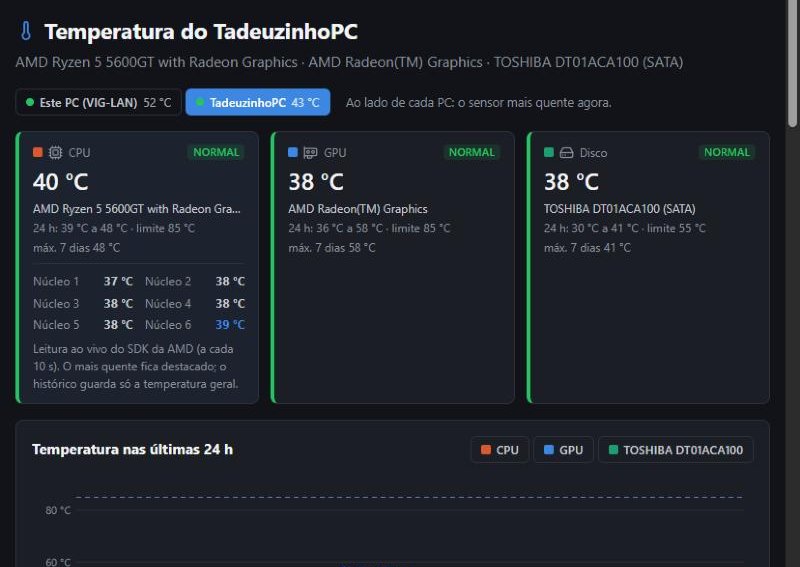 Temperatura do TadeuzinhoPC
AMD Ryzen 5 5600GT with Radeon Graphics · AMD Radeon(TM) Graphics · TOSHIBA DT01ACA100 (SATA)
Este PC (VIG-LAN) 52 °C
TadeuzinhoPC 43 °C
Ao lado de cada PC: o sensor mais quente agora.
CPU NORMAL
40 °C
AMD Ryzen 5 5600GT with Radeon Gra...
24 h: 39 °C a 48 °C · limite 85 °C
máx. 7 dias 48 °C
Núcleo 1 37 °C Núcleo 2 38 °C
Núcleo 3 38 °C Núcleo 4 38 °C
Núcleo 5 38 °C Núcleo 6 39 °C
Leitura ao vivo do SDK da AMD (a cada
10 s). O mais quente fica destacado; o
histórico guarda só a temperatura geral.
GPU NORMAL
38 °C
AMD Radeon(TM) Graphics
24 h: 36 °C a 58 °C · limite 85 °C
máx. 7 dias 58 °C
Disco NORMAL
38 °C
TOSHIBA DT01ACA100 (SATA)
24 h: 30 °C a 41 °C · limite 55 °C
máx. 7 dias 41 °C
Temperatura nas últimas 24 h
CPU
GPU
TOSHIBA DT01ACA100
80 °C
60 °C